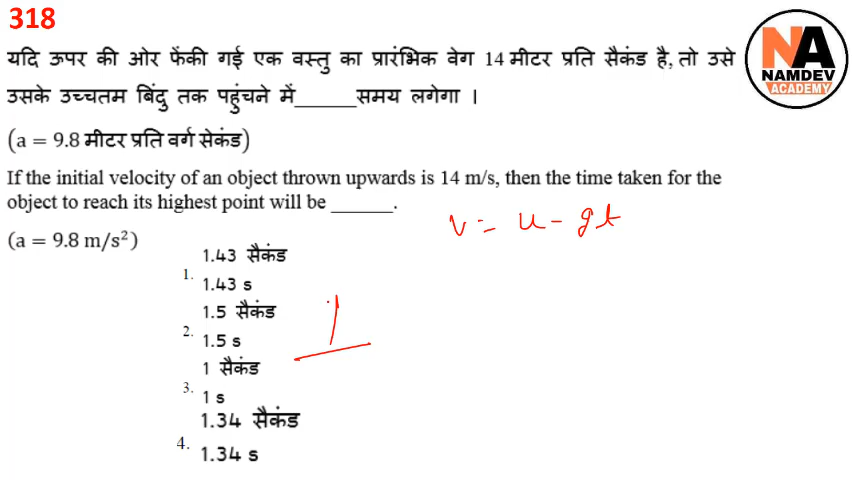 318
यदि ऊपर की ओर फेंकी गई एक वस्तु का प्रारंभिक वेग 14 मीटर प्रति सैकंड है, तो उसे
उसके उच्चतम बिंदु तक पहुंचने में_____समय लगेगा ।
(a = 9.8 मीटर प्रति वर्ग सेकंड)
If the initial velocity of an object thrown upwards is 14 m/s, then the time taken for the
object to reach its highest point will be ______.
(a = 9.8 m/s²)
v = u - gt
1.43 सैकंड
1.
1.43 s
1.5 सैकंड
2.
1.5 s
1 सैकंड
3.
1 s
1.34 सैकंड
4.
1.34 s
NA
NAMDEV
ACADEMY